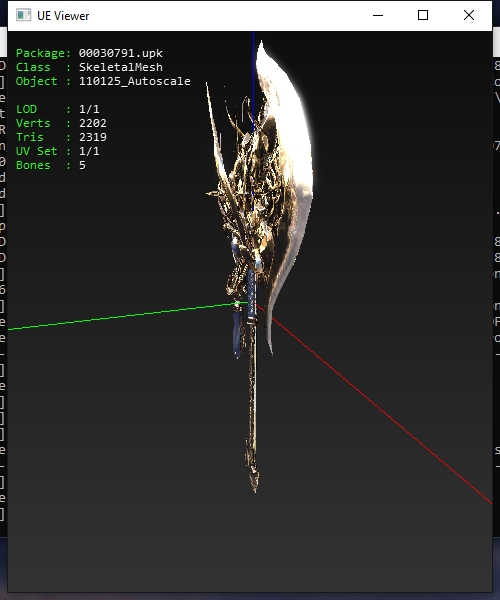 UE Viewer
Package: 00030791.upk
Class  : SkeletalMesh
Object : 110125_Autoscale
LOD    : 1/1
Verts  : 2202
Tris   : 2319
UV Set : 1/1
Bones  : 5